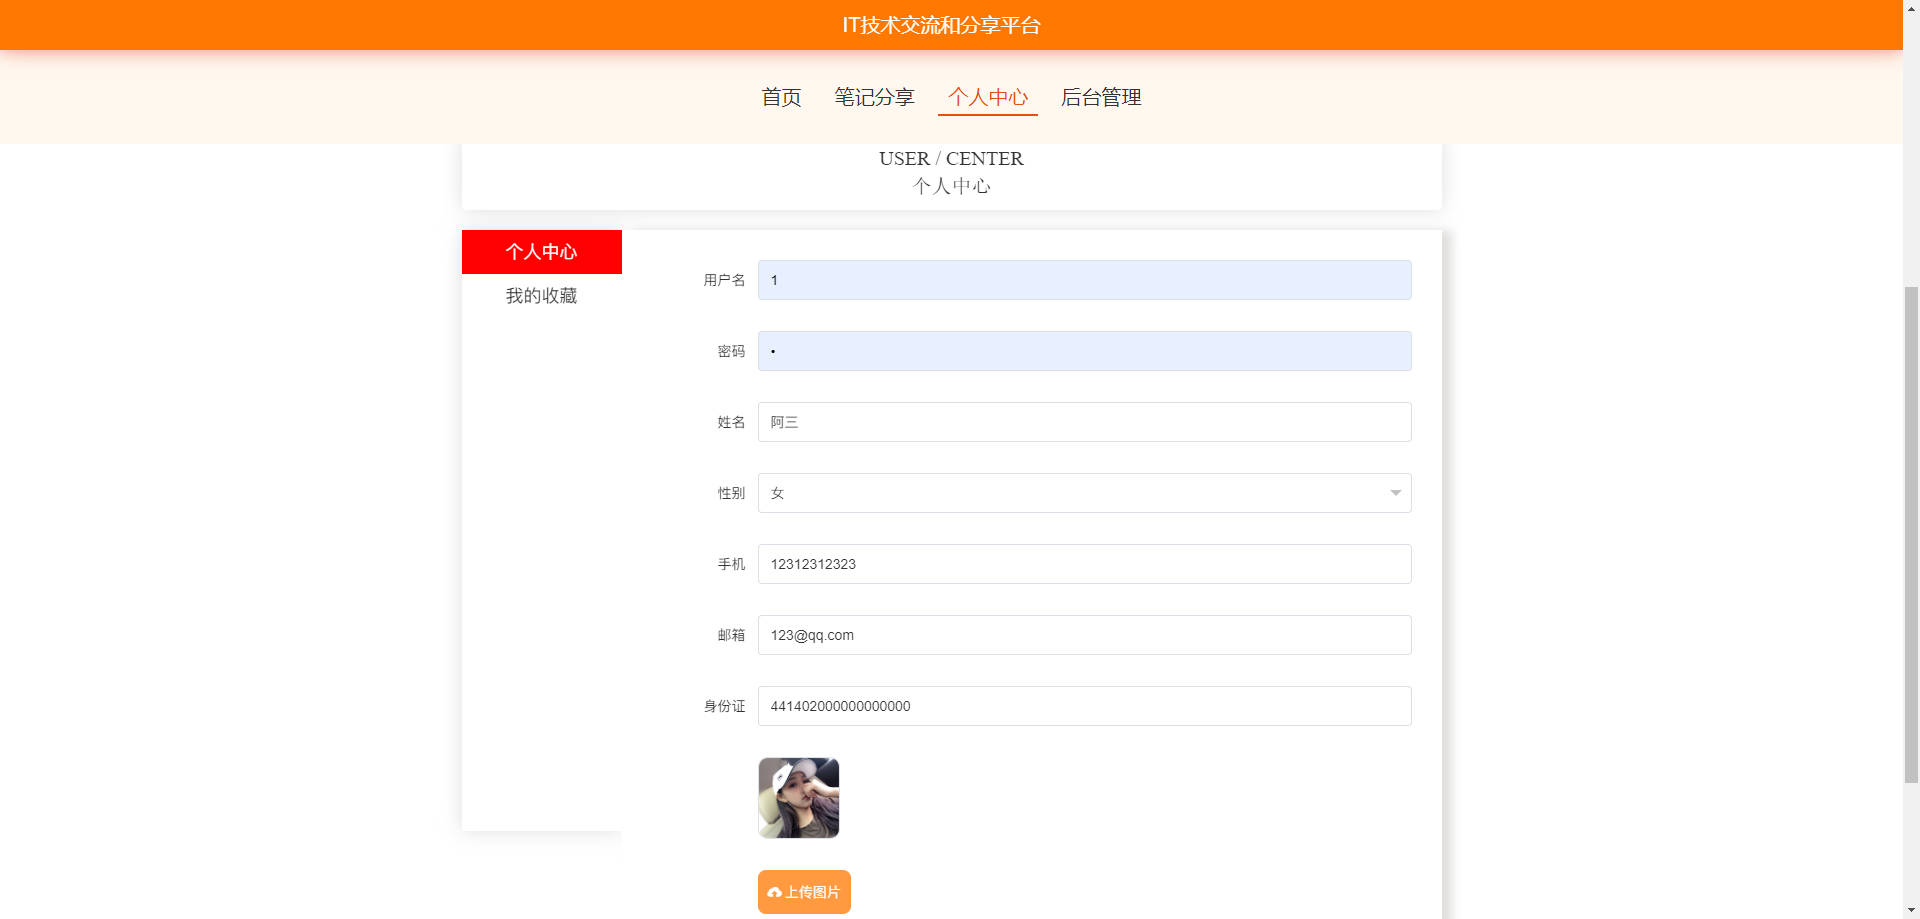 IT技术交流和分享平台
首页 笔记分享 个人中心 后台管理
USER / CENTER
个人中心
个人中心
我的收藏
用户名 1
密码 •
姓名 阿三
性别 女
手机 12312312323
邮箱 123@qq.com
身份证 441402000000000000
上传图片